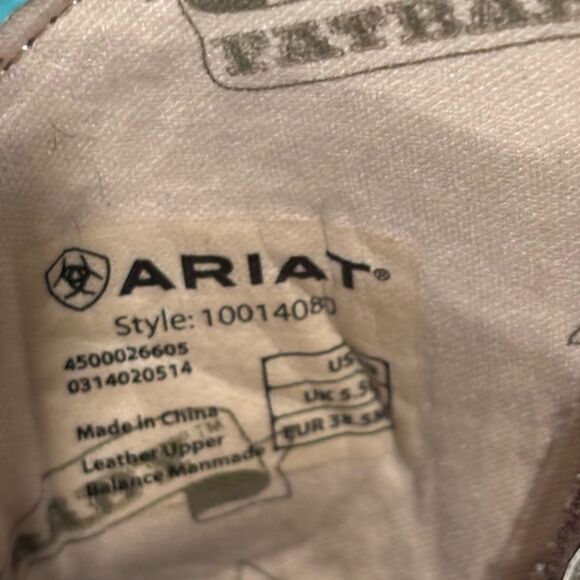 FATBA
ARIAT®
Style: 10014080
4500026605
0314020514
US
UK 5.5
EUR 38.5
Made in China
Leather Upper
Balance Manmade